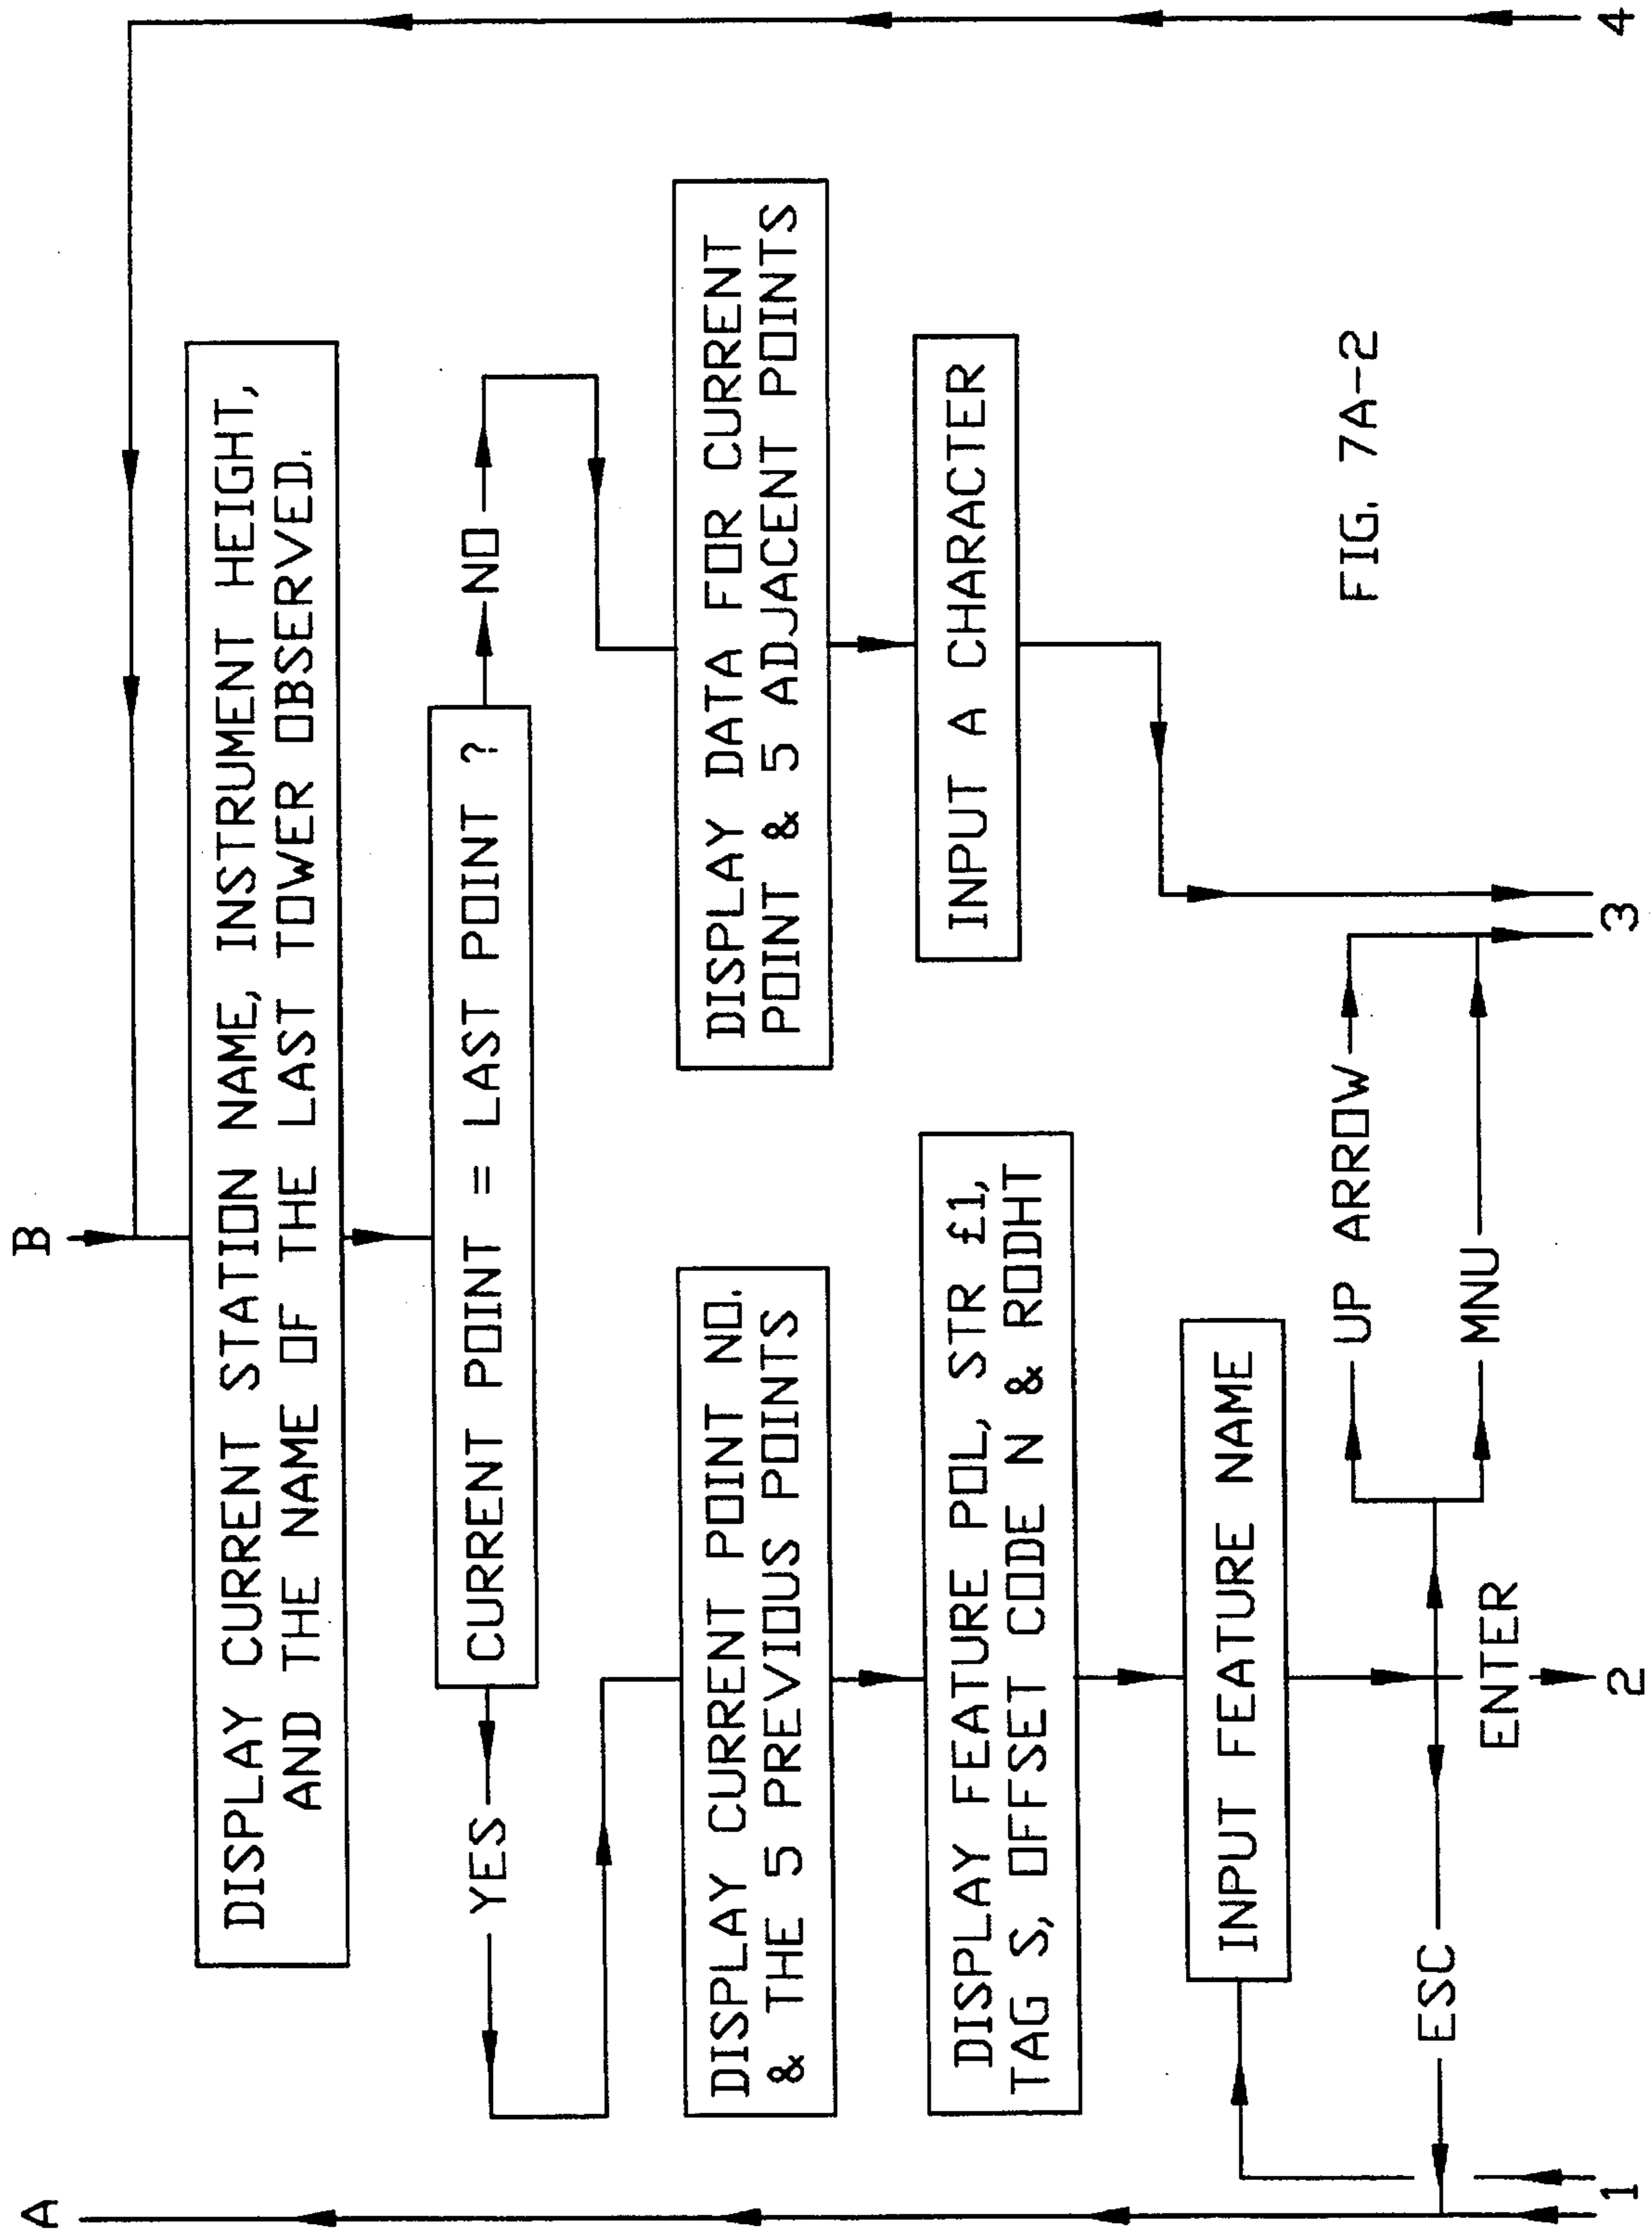 A
B
DISPLAY CURRENT STATION NAME, INSTRUMENT HEIGHT,
AND THE NAME OF THE LAST TOWER OBSERVED.
YES
CURRENT POINT = LAST POINT ?
NO
DISPLAY CURRENT POINT NO.
& THE 5 PREVIOUS POINTS
DISPLAY DATA FOR CURRENT
POINT & 5 ADJACENT POINTS
DISPLAY FEATURE POL, STR £1,
TAG S, OFFSET CODE N & RODHT
INPUT A CHARACTER
INPUT FEATURE NAME
UP ARROW
ESC
ENTER
MNU
FIG. 7A-2
1
2
3
4